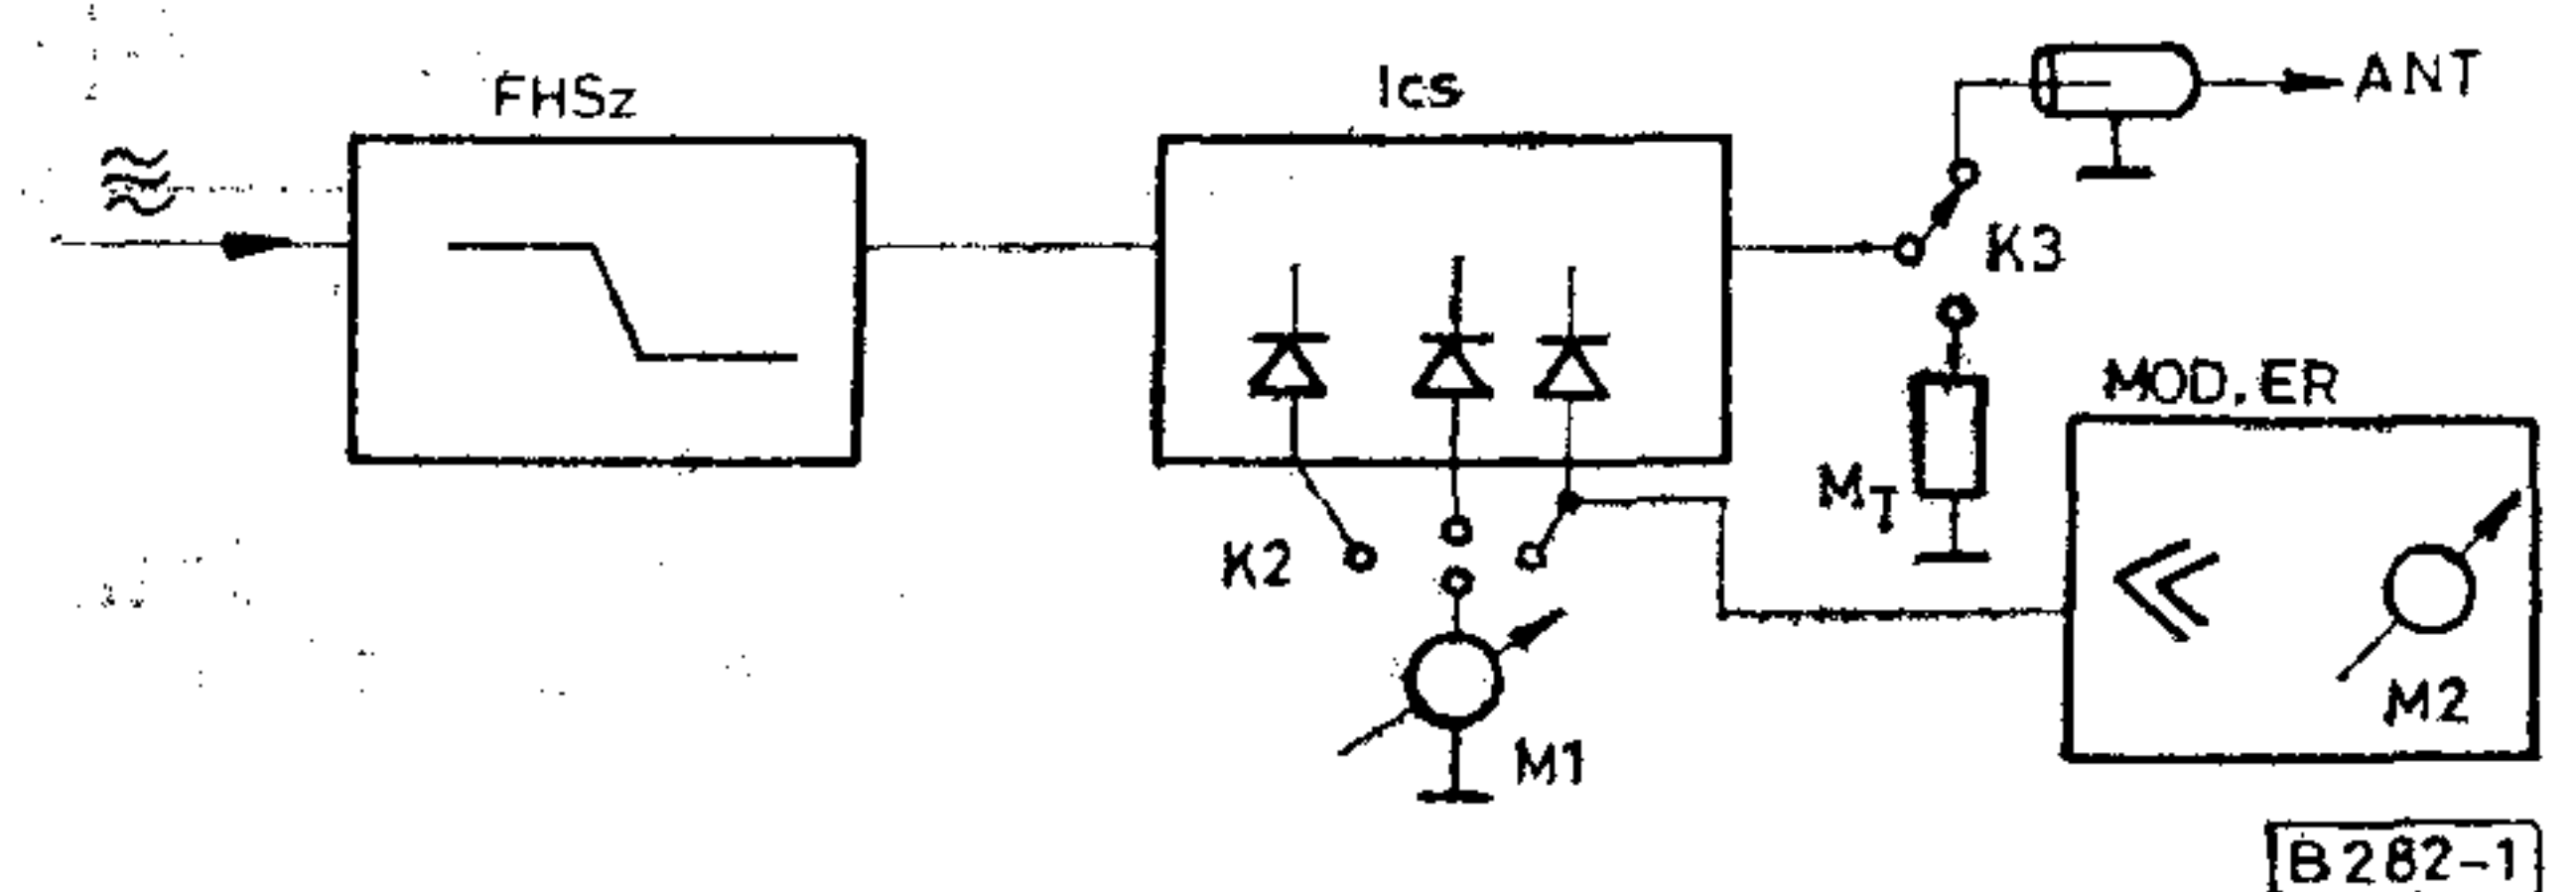 FHSz
Ics
ANT
K3
MOD. ER
MT
K2
M1
M2
B282-1